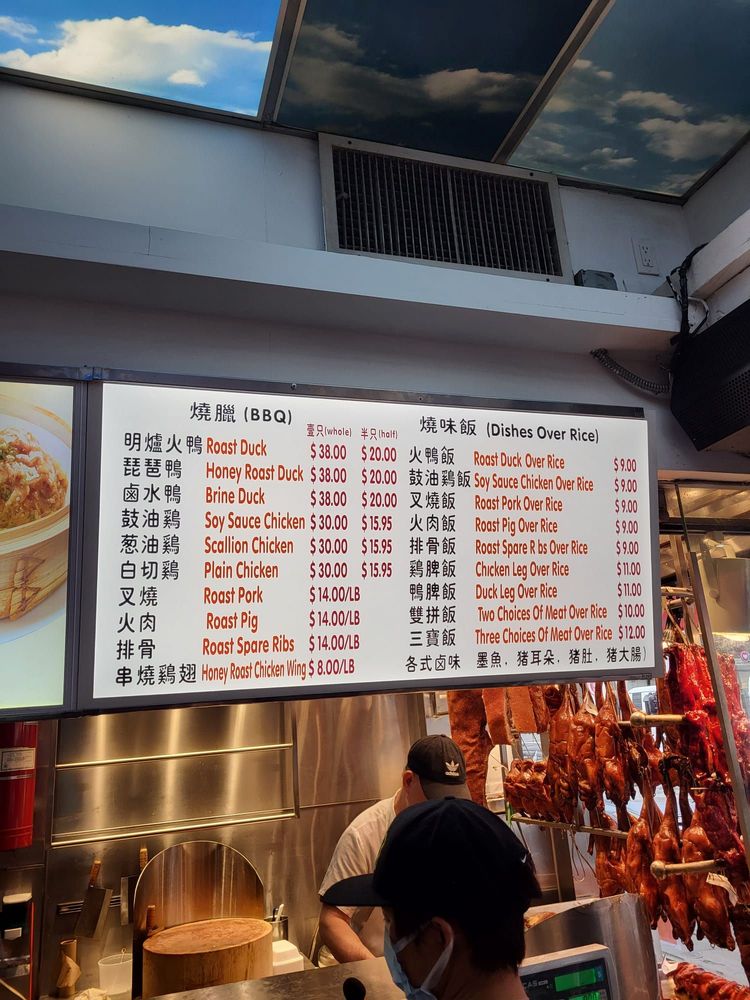 燒臘 (BBQ)
壹只(whole) 半只(half)
明爐火鴨 Roast Duck $38.00 $20.00
琵琶鴨 Honey Roast Duck $38.00 $20.00
鹵水鴨 Brine Duck $38.00 $20.00
鼓油鷄 Soy Sauce Chicken $30.00 $15.95
葱油鷄 Scallion Chicken $30.00 $15.95
白切鷄 Plain Chicken $30.00 $15.95
叉燒 Roast Pork $14.00/LB
火肉 Roast Pig $14.00/LB
排骨 Roast Spare Ribs $14.00/LB
串燒鷄翅 Honey Roast Chicken Wing $8.00/LB
燒味飯 (Dishes Over Rice)
火鴨飯 Roast Duck Over Rice $9.00
鼓油鷄飯 Soy Sauce Chicken Over Rice $9.00
叉燒飯 Roast Pork Over Rice $9.00
火肉飯 Roast Pig Over Rice $9.00
排骨飯 Roast Spare R bs Over Rice $9.00
鷄脾飯 Chicken Leg Over Rice $11.00
鴨脾飯 Duck Leg Over Rice $11.00
雙拼飯 Two Choices Of Meat Over Rice $10.00
三寶飯 Three Choices Of Meat Over Rice $12.00
各式卤味 墨魚, 猪耳朵, 猪肚, 猪大腸)
CAS